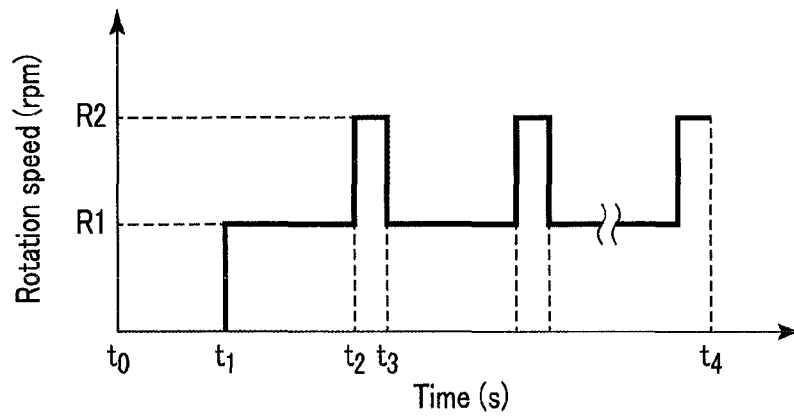 Rotation speed (rpm)
R2
R1
t₀ t₁ t₂ t₃ t₄
Time (s)